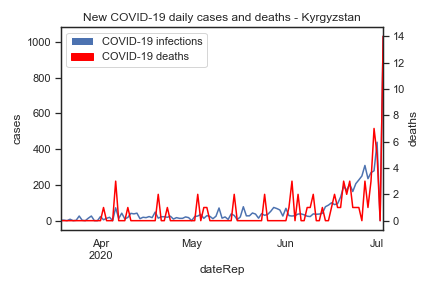 New COVID-19 daily cases and deaths - Kyrgyzstan
COVID-19 infections
COVID-19 deaths
cases
1000
800
600
400
200
0
deaths
14
12
10
8
6
4
2
0
Apr
2020
May
Jun
Jul
dateRep